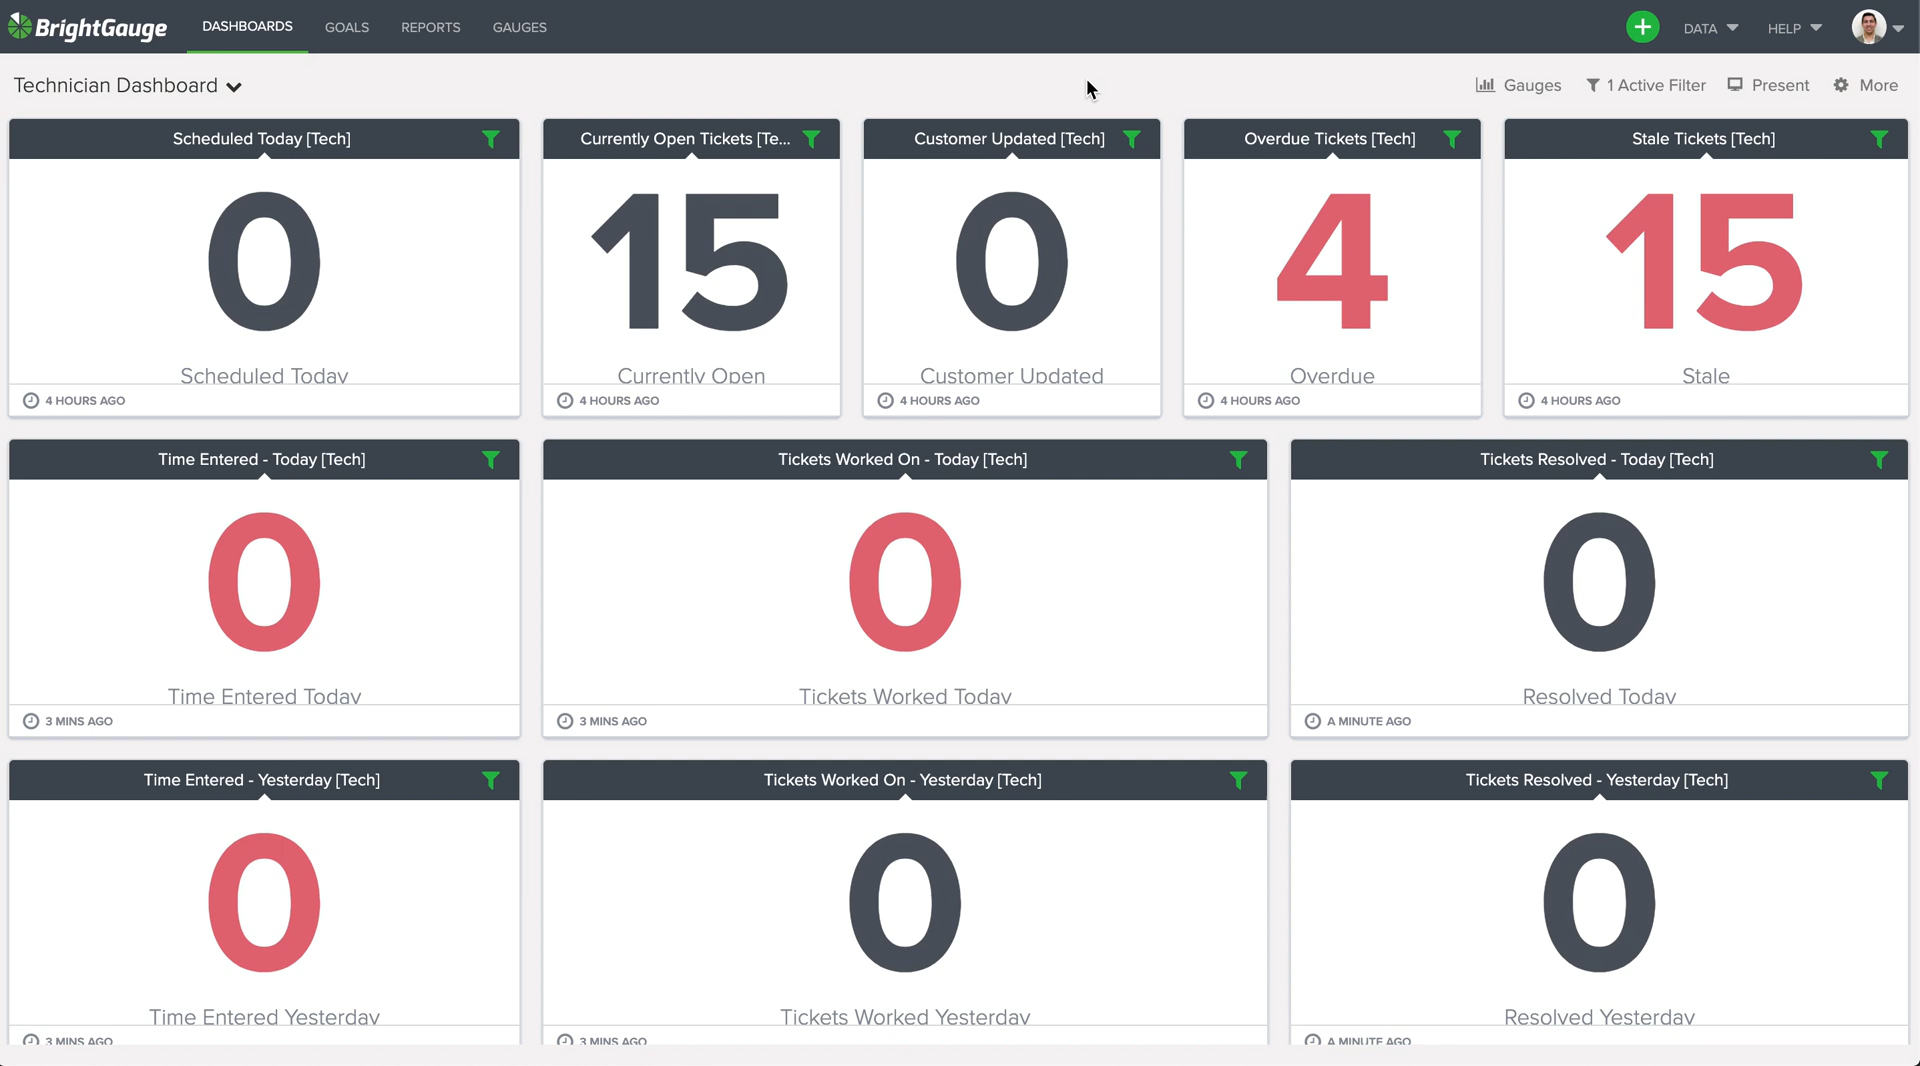 BrightGauge
DASHBOARDS
GOALS
REPORTS
GAUGES
DATA
HELP
Technician Dashboard
Gauges
1 Active Filter
Present
More
Scheduled Today [Tech]
0
Scheduled Today
4 HOURS AGO
Currently Open Tickets [Te...
15
Currently Open
4 HOURS AGO
Customer Updated [Tech]
0
Customer Updated
4 HOURS AGO
Overdue Tickets [Tech]
4
Overdue
4 HOURS AGO
Stale Tickets [Tech]
15
Stale
4 HOURS AGO
Time Entered - Today [Tech]
0
Time Entered Today
3 MINS AGO
Tickets Worked On - Today [Tech]
0
Tickets Worked Today
3 MINS AGO
Tickets Resolved - Today [Tech]
0
Resolved Today
A MINUTE AGO
Time Entered - Yesterday [Tech]
0
Time Entered Yesterday
3 MINS AGO
Tickets Worked On - Yesterday [Tech]
0
Tickets Worked Yesterday
3 MINS AGO
Tickets Resolved - Yesterday [Tech]
0
Resolved Yesterday
A MINUTE AGO